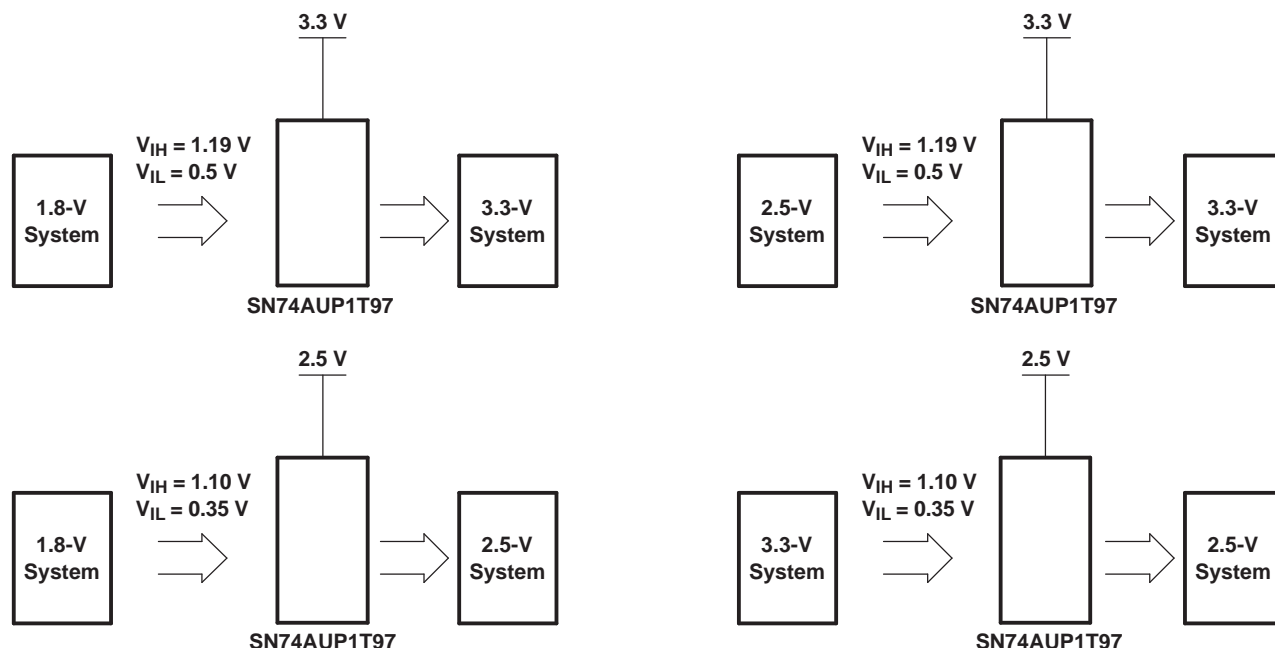 3.3 V
V_IH = 1.19 V
V_IL = 0.5 V
1.8-V
System
3.3-V
System
SN74AUP1T97
3.3 V
V_IH = 1.19 V
V_IL = 0.5 V
2.5-V
System
3.3-V
System
SN74AUP1T97
2.5 V
V_IH = 1.10 V
V_IL = 0.35 V
1.8-V
System
2.5-V
System
SN74AUP1T97
2.5 V
V_IH = 1.10 V
V_IL = 0.35 V
3.3-V
System
2.5-V
System
SN74AUP1T97